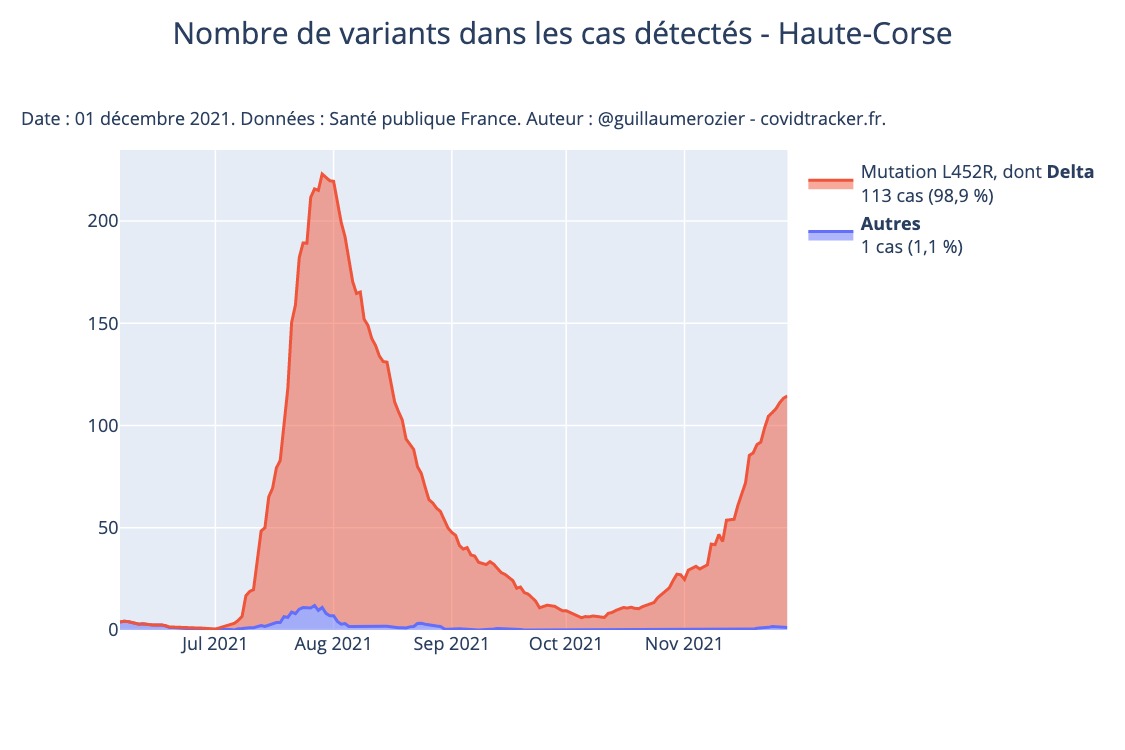 Nombre de variants dans les cas détectés - Haute-Corse
Date : 01 décembre 2021. Données : Santé publique France. Auteur : @guillaumerozier - covidtracker.fr.
Mutation L452R, dont Delta
113 cas (98,9 %)
Autres
1 cas (1,1 %)
200
150
100
50
0
Jul 2021
Aug 2021
Sep 2021
Oct 2021
Nov 2021